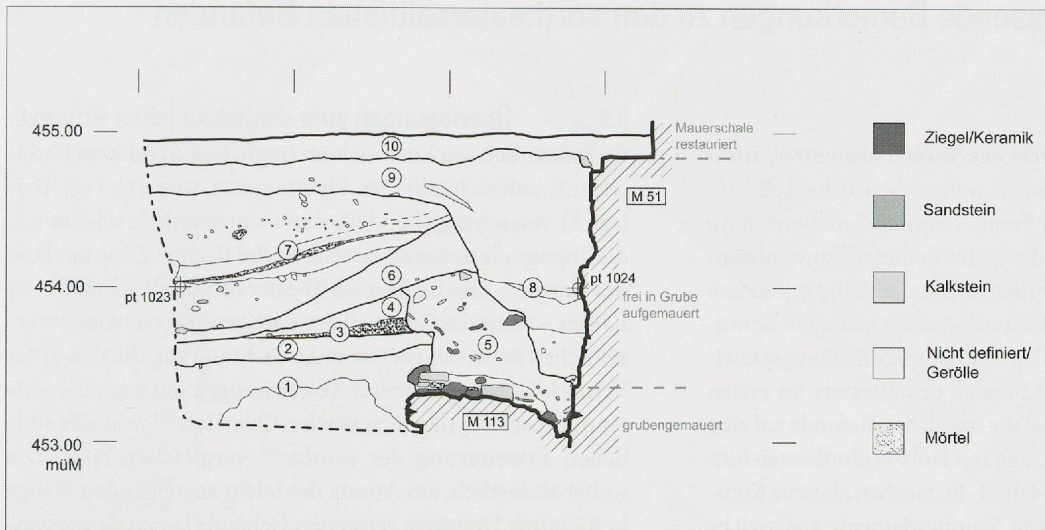 455.00
454.00
453.00
müM
10
9
7
6
4
3
2
1
5
8
pt 1023
pt 1024
Mauerschale
restauriert
M 51
frei in Grube
aufgemauert
M 113
grubengemauert
Ziegel/Keramik
Sandstein
Kalkstein
Nicht definiert/
Gerölle
Mörtel